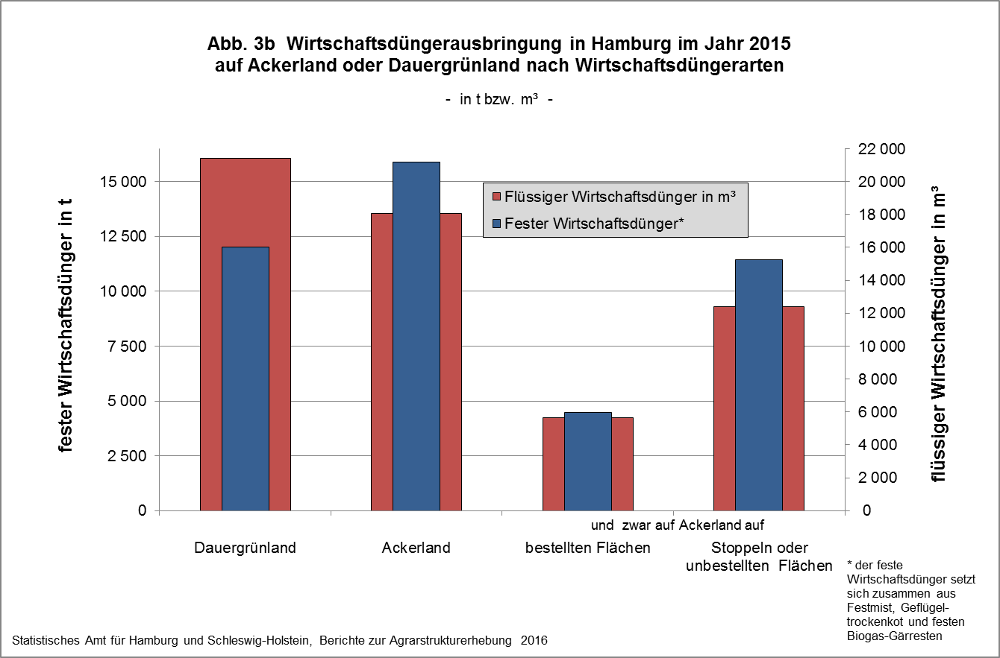 Abb. 3b Wirtschaftsdüngerausbringung in Hamburg im Jahr 2015
auf Ackerland oder Dauergrünland nach Wirtschaftsdüngerarten
- in t bzw. m³ -
fester Wirtschaftsdünger in t
15 000
12 500
10 000
7 500
5 000
2 500
0
Flüssiger Wirtschaftsdünger in m³
Fester Wirtschaftsdünger*
22 000
20 000
18 000
16 000
14 000
12 000
10 000
8 000
6 000
4 000
2 000
0
flüssiger Wirtschaftsdünger in m³
und zwar auf Ackerland auf
Dauergrünland
Ackerland
bestellten Flächen
Stoppeln oder
unbestellten Flächen
* der feste
Wirtschaftsdünger setzt
sich zusammen aus
Festmist, Geflügel-
trockenkot und festen
Biogas-Gärresten
Statistisches Amt für Hamburg und Schleswig-Holstein, Berichte zur Agrarstrukturerhebung 2016